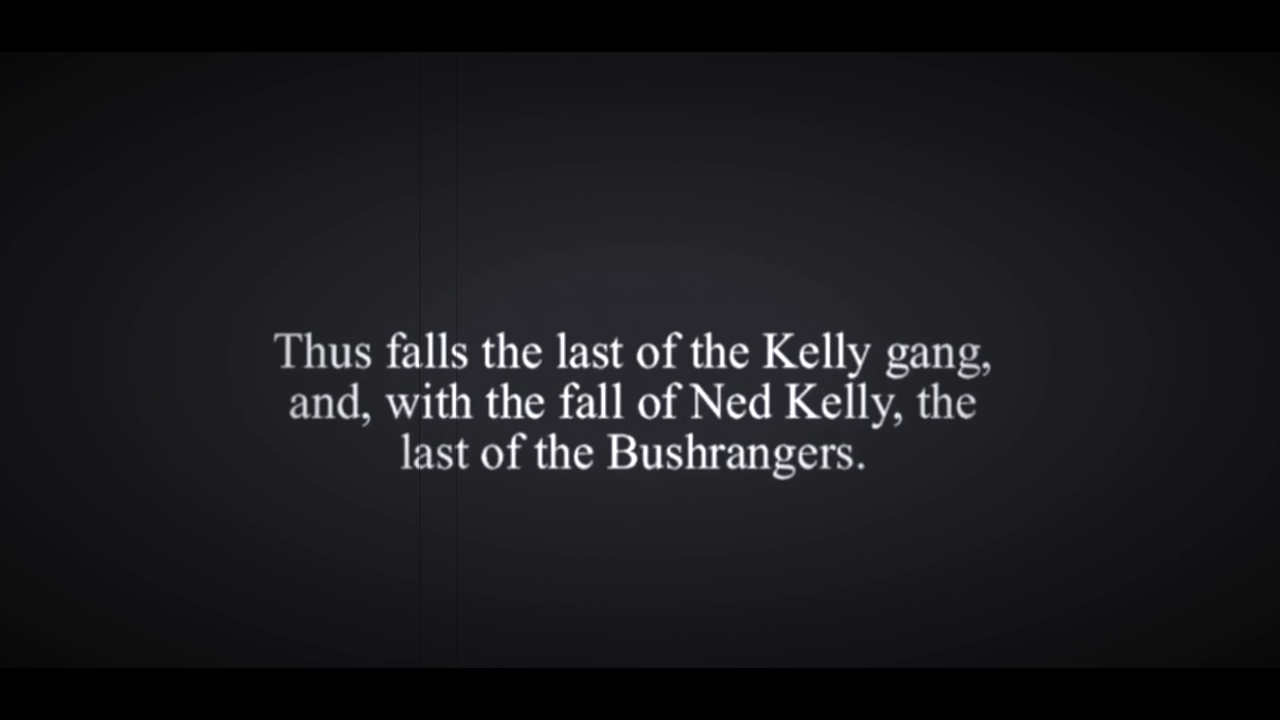 Thus falls the last of the Kelly gang,
and, with the fall of Ned Kelly, the
last of the Bushrangers.